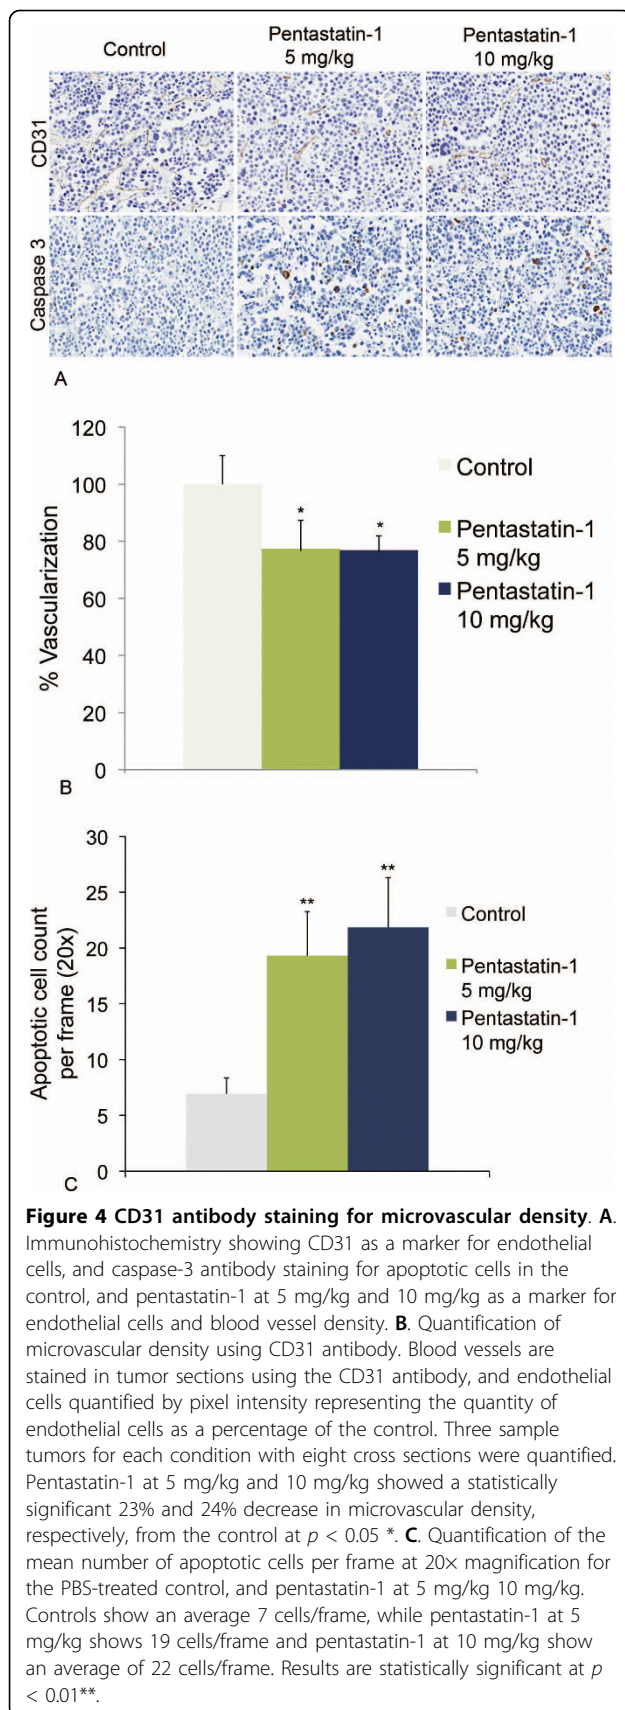 Control
Pentastatin-1
5 mg/kg
Pentastatin-1
10 mg/kg
CD31
Caspase 3
A
120
100
80
60
40
20
0
% Vascularization
*
*
Control
Pentastatin-1
5 mg/kg
Pentastatin-1
10 mg/kg
B
30
25
20
15
10
5
0
Apoptotic cell count
per frame (20x)
**
**
Control
Pentastatin-1
5 mg/kg
Pentastatin-1
10 mg/kg
C
Figure 4 CD31 antibody staining for microvascular density. A.
Immunohistochemistry showing CD31 as a marker for endothelial
cells, and caspase-3 antibody staining for apoptotic cells in the
control, and pentastatin-1 at 5 mg/kg and 10 mg/kg as a marker for
endothelial cells and blood vessel density. B. Quantification of
microvascular density using CD31 antibody. Blood vessels are
stained in tumor sections using the CD31 antibody, and endothelial
cells quantified by pixel intensity representing the quantity of
endothelial cells as a percentage of the control. Three sample
tumors for each condition with eight cross sections were quantified.
Pentastatin-1 at 5 mg/kg and 10 mg/kg showed a statistically
significant 23% and 24% decrease in microvascular density,
respectively, from the control at p < 0.05 *. C. Quantification of the
mean number of apoptotic cells per frame at 20× magnification for
the PBS-treated control, and pentastatin-1 at 5 mg/kg 10 mg/kg.
Controls show an average 7 cells/frame, while pentastatin-1 at 5
mg/kg shows 19 cells/frame and pentastatin-1 at 10 mg/kg show
an average of 22 cells/frame. Results are statistically significant at p
< 0.01**.